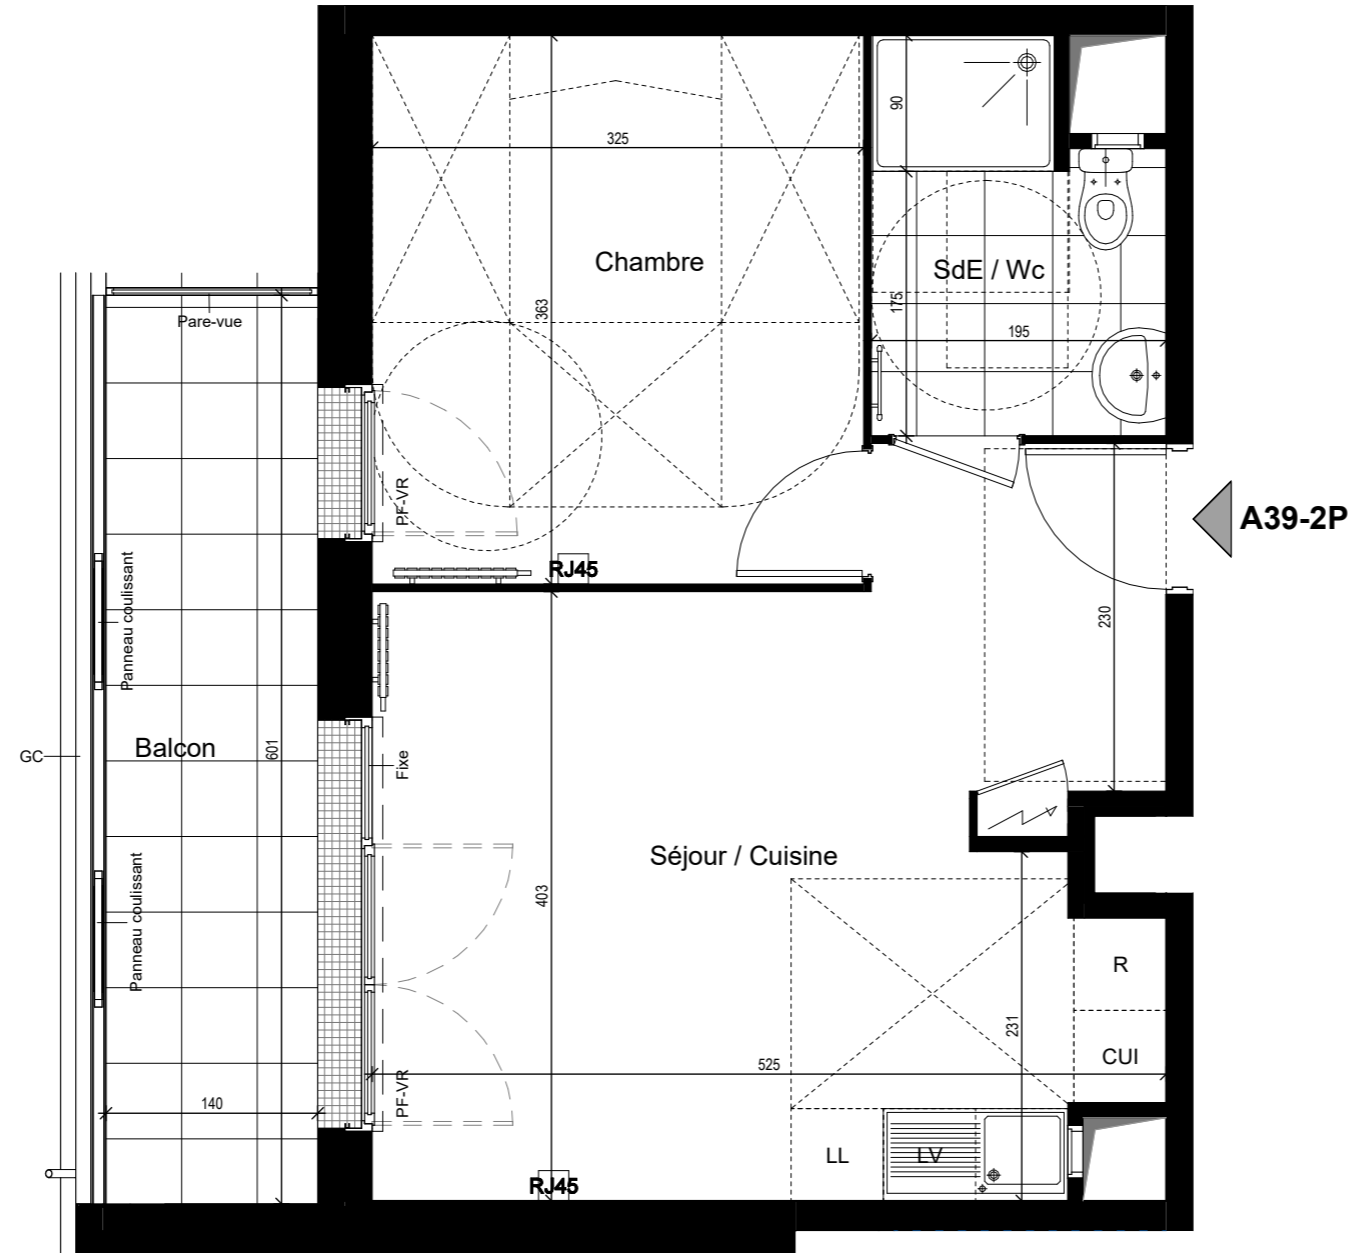 90
325
Chambre
SdE / Wc
363
175
195
Pare-vue
PF-VR
A39-2P
RJ45
Panneau coulissant
230
GC
Balcon
601
Fixe
Séjour / Cuisine
403
Panneau coulissant
R
231
CUI
525
140
PF-VR
LL
LV
RJ45